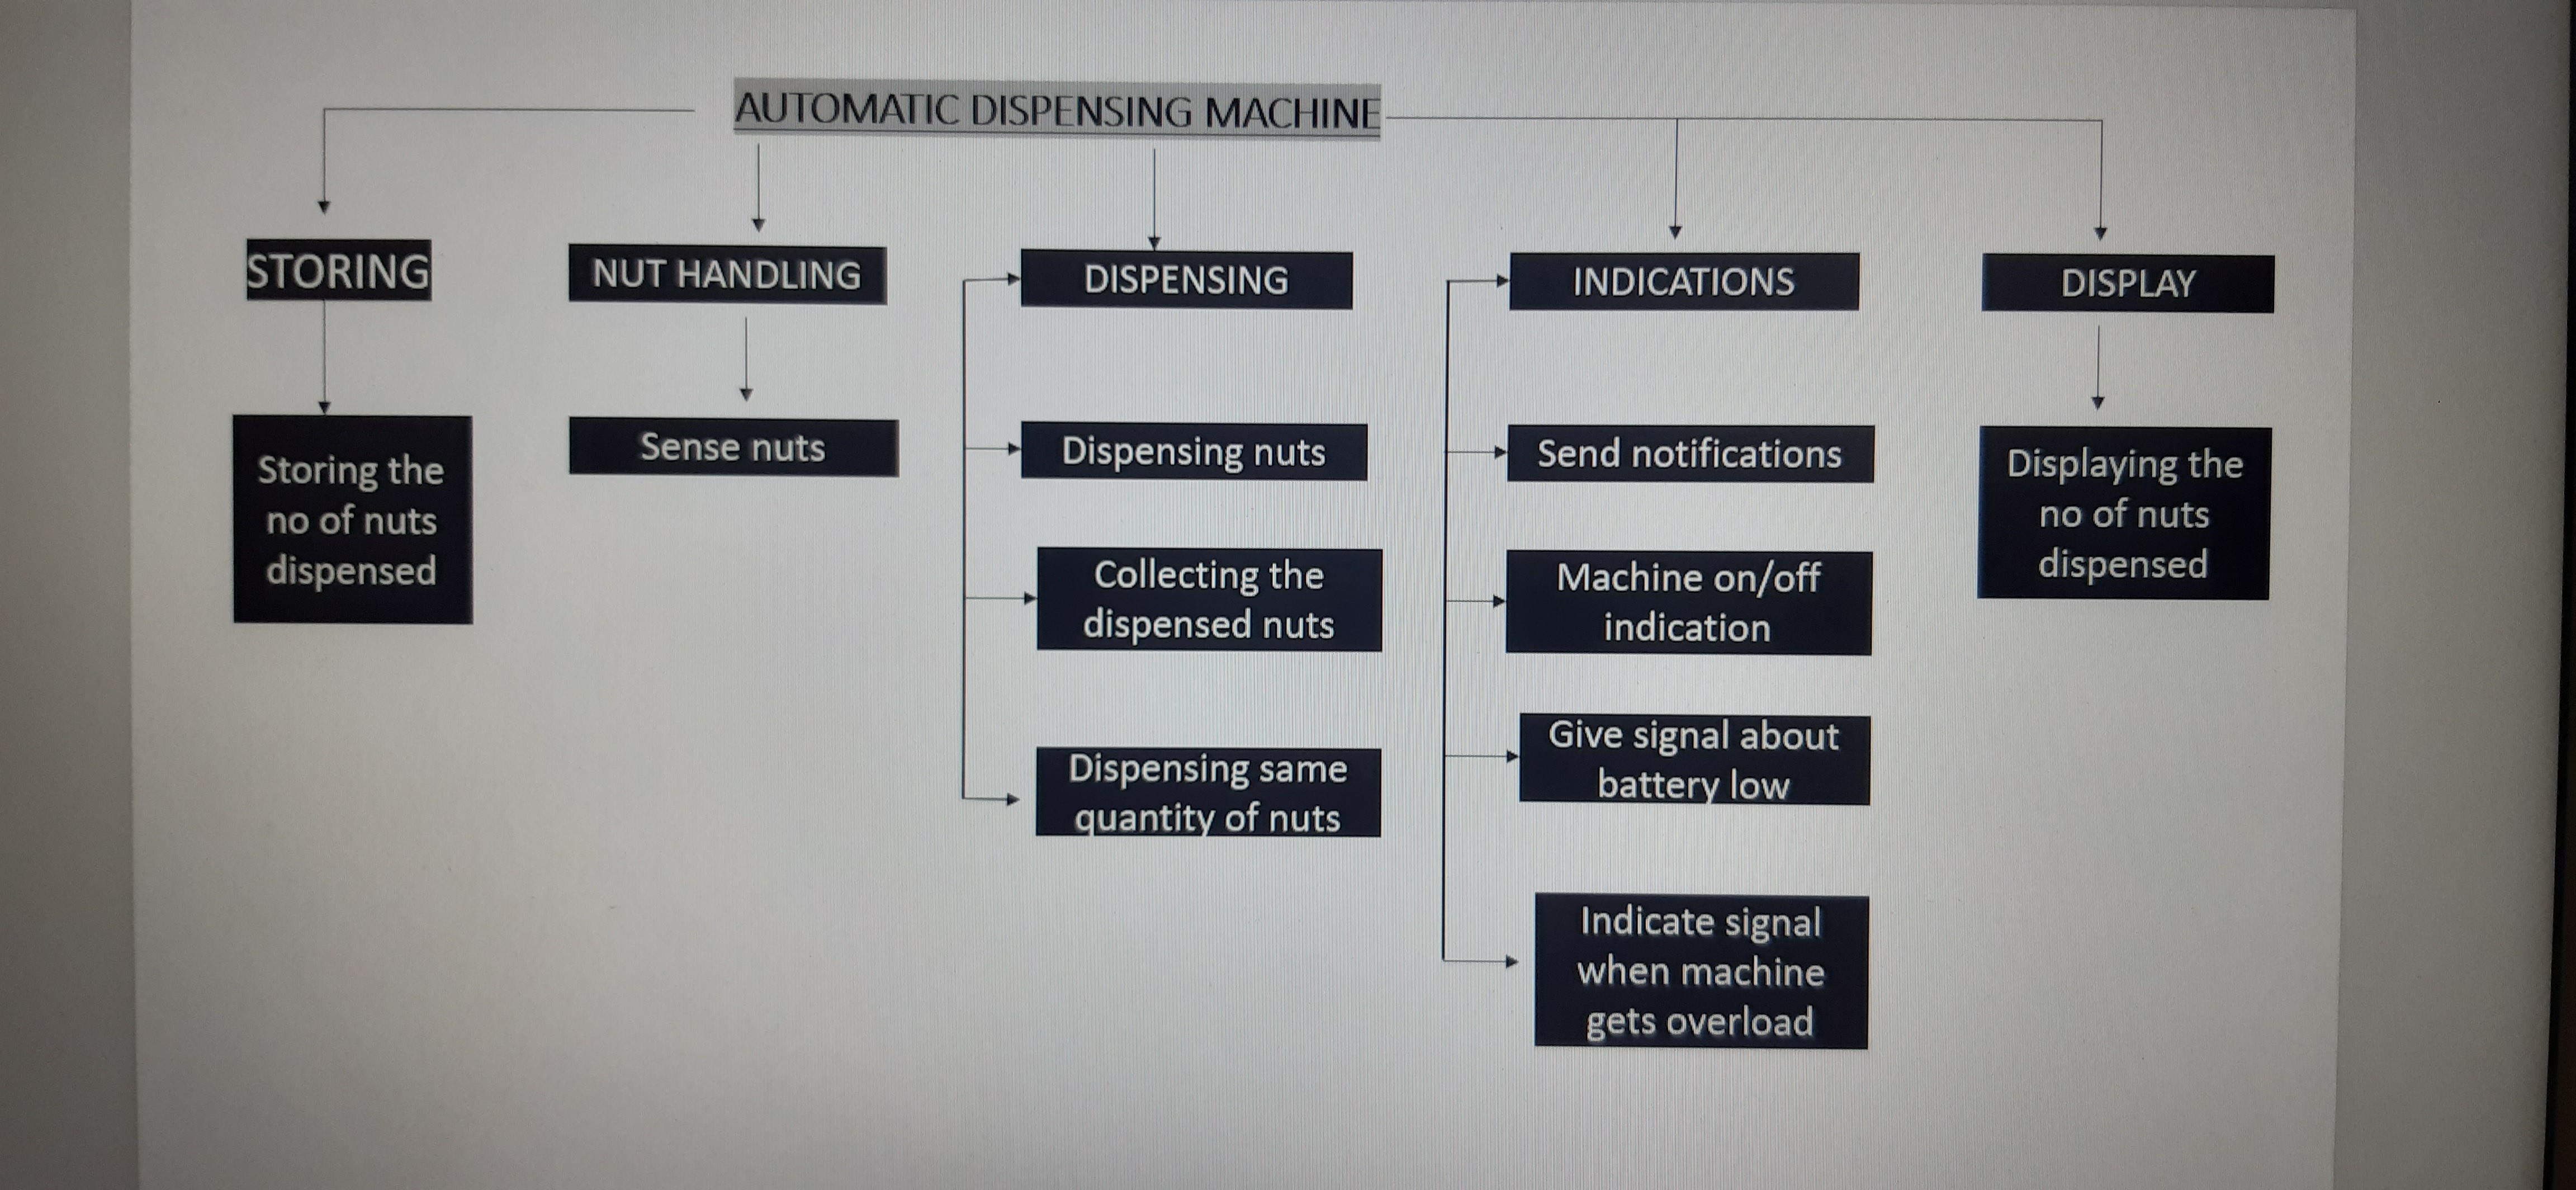 AUTOMATIC DISPENSING MACHINE
STORING
NUT HANDLING
DISPENSING
INDICATIONS
DISPLAY
Storing the
no of nuts
dispensed
Sense nuts
Dispensing nuts
Collecting the
dispensed nuts
Dispensing same
quantity of nuts
Send notifications
Machine on/off
indication
Give signal about
battery low
Indicate signal
when machine
gets overload
Displaying the
no of nuts
dispensed